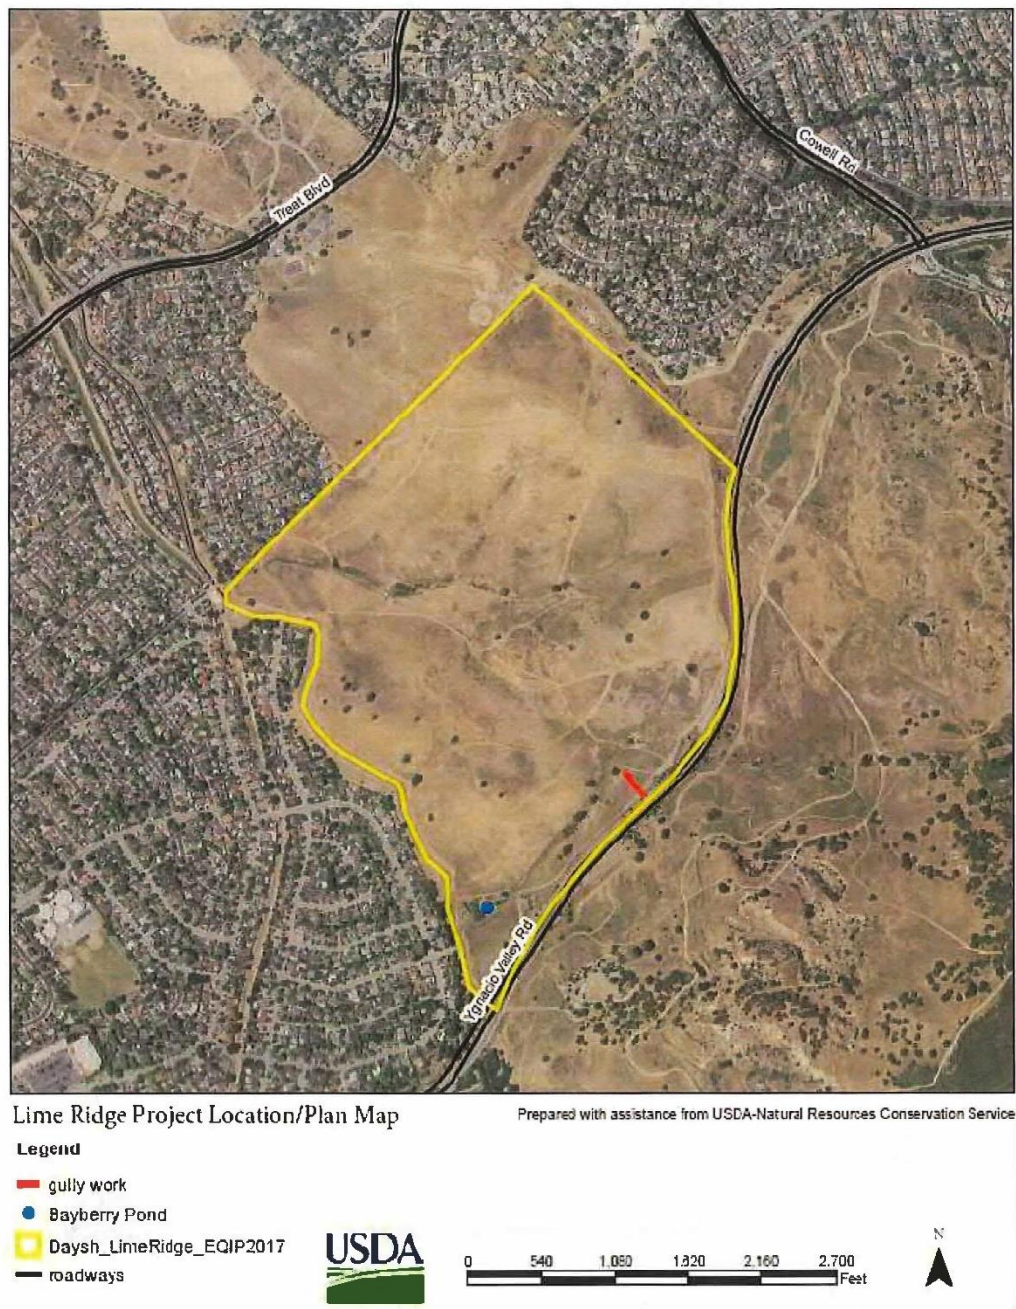 Cowell Rd
Treat Blvd
Ygnacio Valley Rd
Lime Ridge Project Location/Plan Map
Prepared with assistance from USDA-Natural Resources Conservation Service
Legend
gully work
Bayberry Pond
Daysh_LimeRidge_EQIP2017
roadways
USDA
0 540 1,080 1,620 2,160 2,700
Feet
N